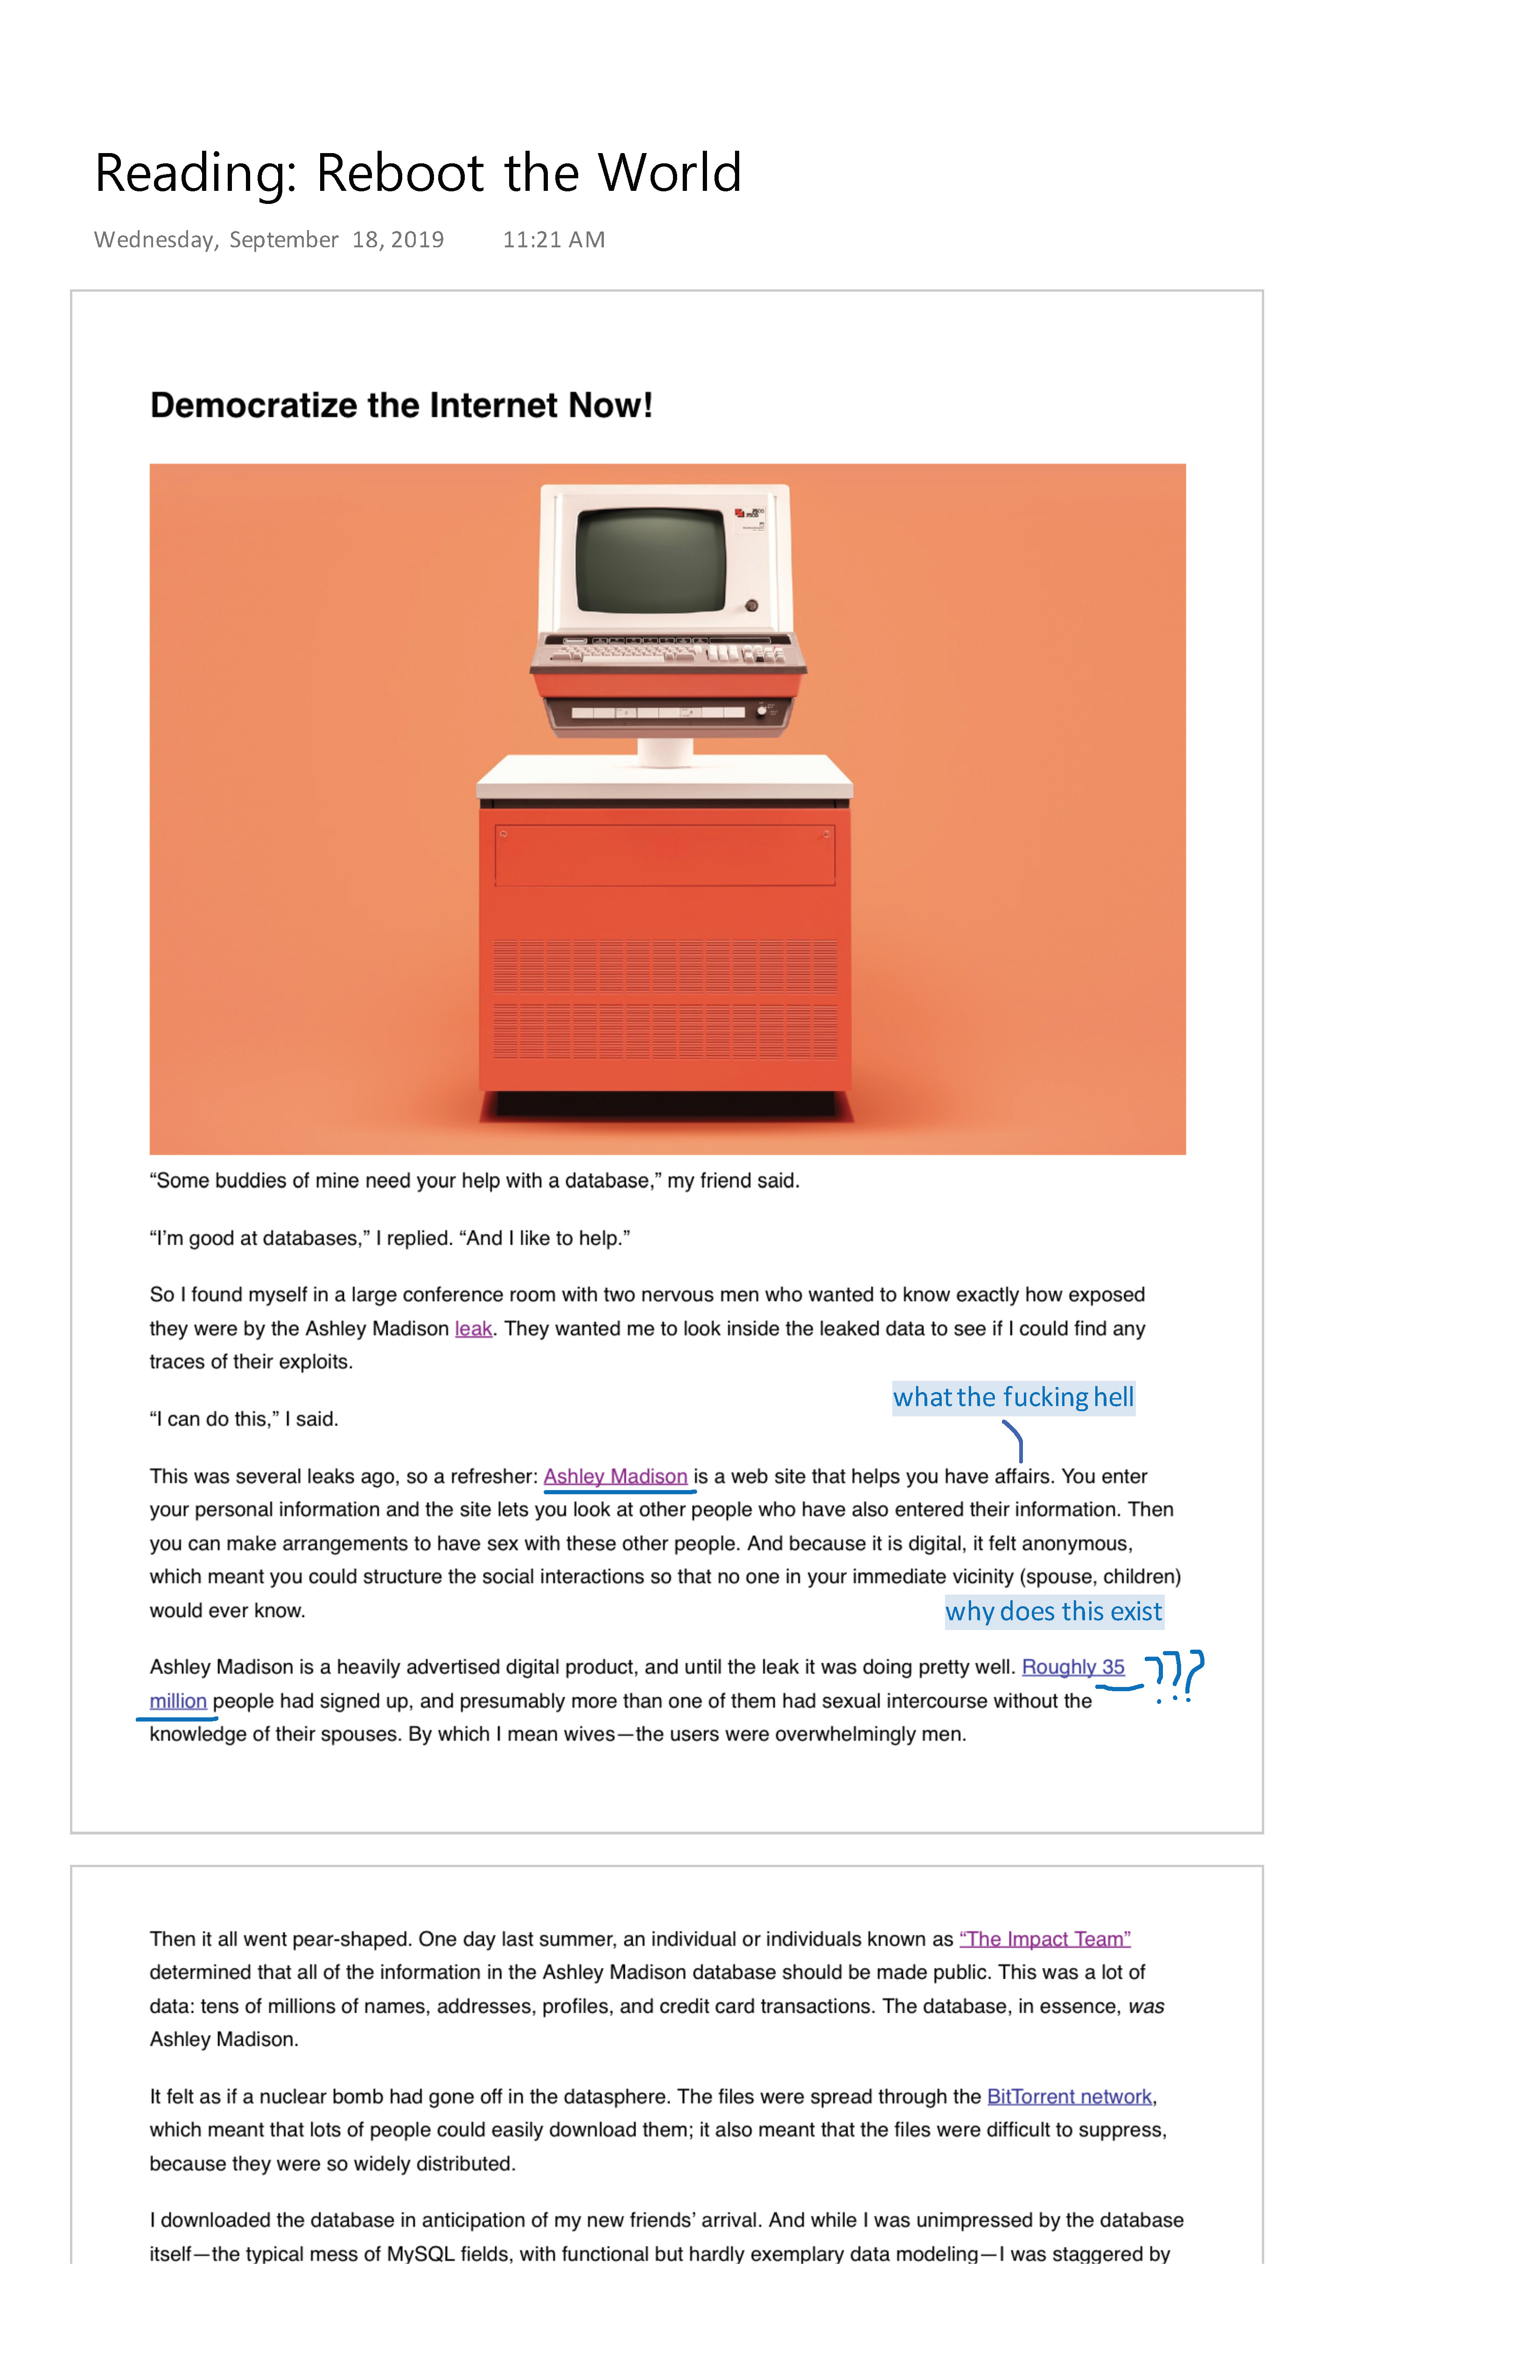 Reading: Reboot the World
Wednesday, September 18, 2019 11:21 AM
Democratize the Internet Now!
“Some buddies of mine need your help with a database,” my friend said.
“I’m good at databases,” I replied. “And I like to help.”
So I found myself in a large conference room with two nervous men who wanted to know exactly how exposed
they were by the Ashley Madison leak. They wanted me to look inside the leaked data to see if I could find any
traces of their exploits.
what the fucking hell
“I can do this,” I said.
This was several leaks ago, so a refresher: Ashley Madison is a web site that helps you have affairs. You enter
your personal information and the site lets you look at other people who have also entered their information. Then
you can make arrangements to have sex with these other people. And because it is digital, it felt anonymous,
which meant you could structure the social interactions so that no one in your immediate vicinity (spouse, children)
would ever know.
why does this exist
Ashley Madison is a heavily advertised digital product, and until the leak it was doing pretty well. Roughly 35 ???
million people had signed up, and presumably more than one of them had sexual intercourse without the
knowledge of their spouses. By which I mean wives—the users were overwhelmingly men.
Then it all went pear-shaped. One day last summer, an individual or individuals known as “The Impact Team”
determined that all of the information in the Ashley Madison database should be made public. This was a lot of
data: tens of millions of names, addresses, profiles, and credit card transactions. The database, in essence, was
Ashley Madison.
It felt as if a nuclear bomb had gone off in the datasphere. The files were spread through the BitTorrent network,
which meant that lots of people could easily download them; it also meant that the files were difficult to suppress,
because they were so widely distributed.
I downloaded the database in anticipation of my new friends’ arrival. And while I was unimpressed by the database
itself—the typical mess of MySQL fields, with functional but hardly exemplary data modeling—I was staggered by